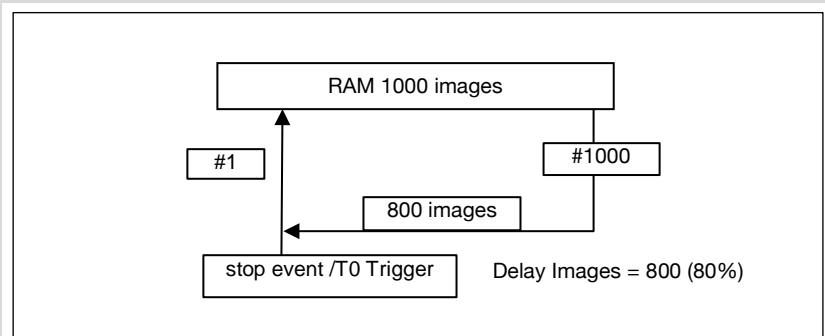 RAM 1000 images
#1
#1000
800 images
stop event /T0 Trigger
Delay Images = 800 (80%)